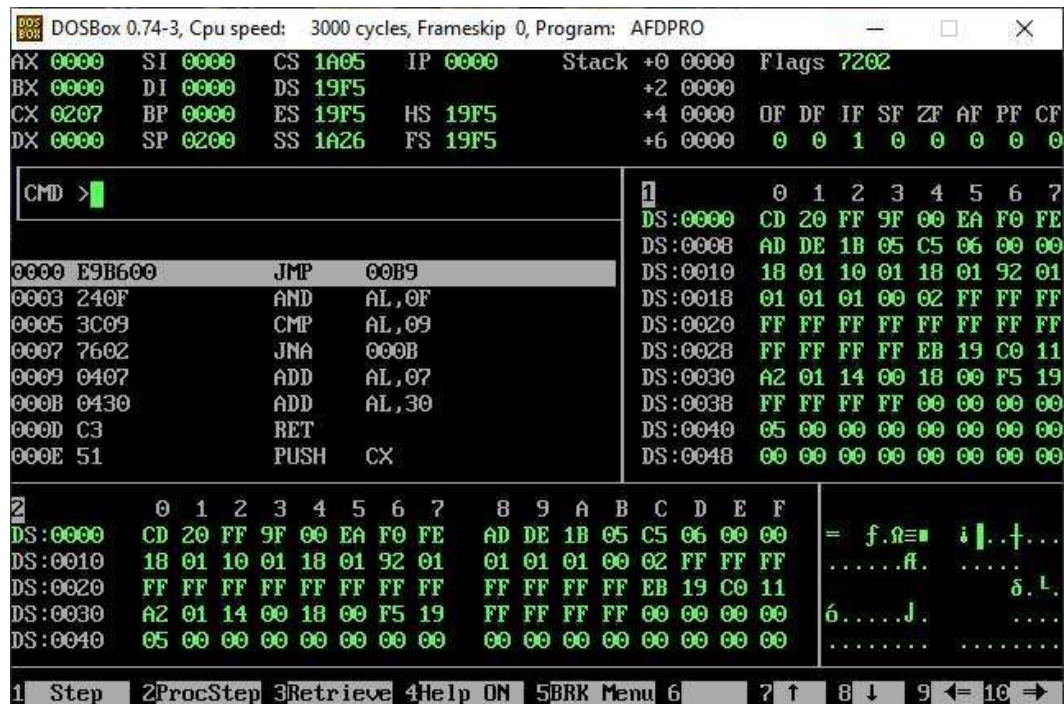 DOSBox 0.74-3, Cpu speed: 3000 cycles, Frameskip 0, Program: AFDPRO
AX 0000 SI 0000 CS 1A05 IP 0000 Stack +0 0000 Flags 7202
BX 0000 DI 0000 DS 19F5 +2 0000
CX 0207 BP 0000 ES 19F5 HS 19F5 +4 0000 OF DF IF SF ZF AF PF CF
DX 0000 SP 0200 SS 1A26 FS 19F5 +6 0000 0 0 1 0 0 0 0 0
CMD >
0000 E9B600 JMP 00B9
0003 240F AND AL,0F
0005 3C09 CMP AL,09
0007 7602 JNA 000B
0009 0407 ADD AL,07
000B 0430 ADD AL,30
000D C3 RET
000E 51 PUSH CX
1 0 1 2 3 4 5 6 7
DS:0000 CD 20 FF 9F 00 EA F0 FE
DS:0008 AD DE 1B 05 C5 06 00 00
DS:0010 18 01 10 01 18 01 92 01
DS:0018 01 01 01 00 02 FF FF FF
DS:0020 FF FF FF FF FF FF FF FF
DS:0028 FF FF FF FF EB 19 C0 11
DS:0030 A2 01 14 00 18 00 F5 19
DS:0038 FF FF FF FF 00 00 00 00
DS:0040 05 00 00 00 00 00 00 00
DS:0048 00 00 00 00 00 00 00 00
2 0 1 2 3 4 5 6 7 8 9 A B C D E F
DS:0000 CD 20 FF 9F 00 EA F0 FE AD DE 1B 05 C5 06 00 00 = ƒ.Ω≡■ ¡▐..┼...
DS:0010 18 01 10 01 18 01 92 01 01 01 01 00 02 FF FF FF ......Æ. .....
DS:0020 FF FF FF FF FF FF FF FF FF FF FF FF EB 19 C0 11 δ.└.
DS:0030 A2 01 14 00 18 00 F5 19 FF FF FF FF 00 00 00 00 ó.....⌡. ....
DS:0040 05 00 00 00 00 00 00 00 00 00 00 00 00 00 00 00 ........ ........
1 Step 2ProcStep 3Retrieve 4Help ON 5BRK Menu 6 7 ↑ 8 ↓ 9 ⇐ 10 ⇒